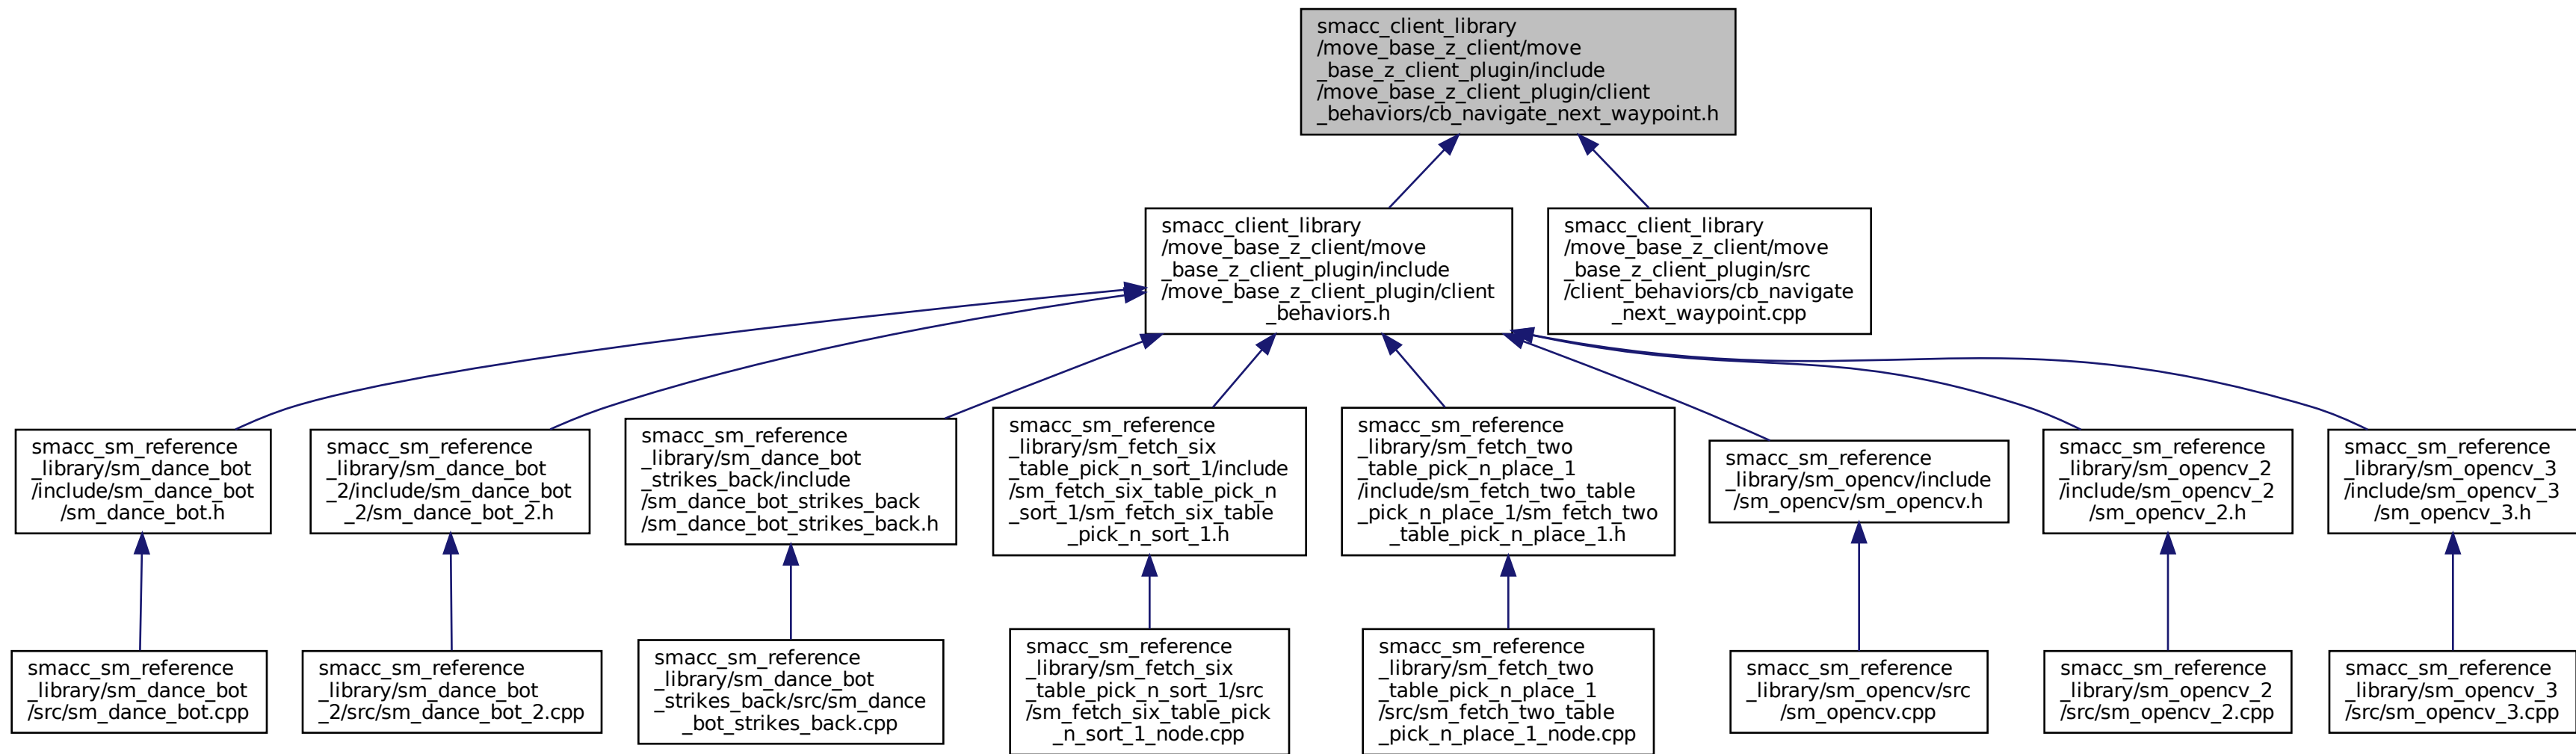 smacc_client_library
/move_base_z_client/move
_base_z_client_plugin/include
/move_base_z_client_plugin/client
_behaviors/cb_navigate_next_waypoint.h
smacc_client_library
/move_base_z_client/move
_base_z_client_plugin/include
/move_base_z_client_plugin/client
_behaviors.h
smacc_client_library
/move_base_z_client/move
_base_z_client_plugin/src
/client_behaviors/cb_navigate
_next_waypoint.cpp
smacc_sm_reference
_library/sm_dance_bot
/include/sm_dance_bot
/sm_dance_bot.h
smacc_sm_reference
_library/sm_dance_bot
_2/include/sm_dance_bot
_2/sm_dance_bot_2.h
smacc_sm_reference
_library/sm_dance_bot
_strikes_back/include
/sm_dance_bot_strikes_back
/sm_dance_bot_strikes_back.h
smacc_sm_reference
_library/sm_fetch_six
_table_pick_n_sort_1/include
/sm_fetch_six_table_pick_n
_sort_1/sm_fetch_six_table
_pick_n_sort_1.h
smacc_sm_reference
_library/sm_fetch_two
_table_pick_n_place_1
/include/sm_fetch_two_table
_pick_n_place_1/sm_fetch_two
_table_pick_n_place_1.h
smacc_sm_reference
_library/sm_opencv/include
/sm_opencv/sm_opencv.h
smacc_sm_reference
_library/sm_opencv_2
/include/sm_opencv_2
/sm_opencv_2.h
smacc_sm_reference
_library/sm_opencv_3
/include/sm_opencv_3
/sm_opencv_3.h
smacc_sm_reference
_library/sm_dance_bot
/src/sm_dance_bot.cpp
smacc_sm_reference
_library/sm_dance_bot
_2/src/sm_dance_bot_2.cpp
smacc_sm_reference
_library/sm_dance_bot
_strikes_back/src/sm_dance
_bot_strikes_back.cpp
smacc_sm_reference
_library/sm_fetch_six
_table_pick_n_sort_1/src
/sm_fetch_six_table_pick
_n_sort_1_node.cpp
smacc_sm_reference
_library/sm_fetch_two
_table_pick_n_place_1
/src/sm_fetch_two_table
_pick_n_place_1_node.cpp
smacc_sm_reference
_library/sm_opencv/src
/sm_opencv.cpp
smacc_sm_reference
_library/sm_opencv_2
/src/sm_opencv_2.cpp
smacc_sm_reference
_library/sm_opencv_3
/src/sm_opencv_3.cpp